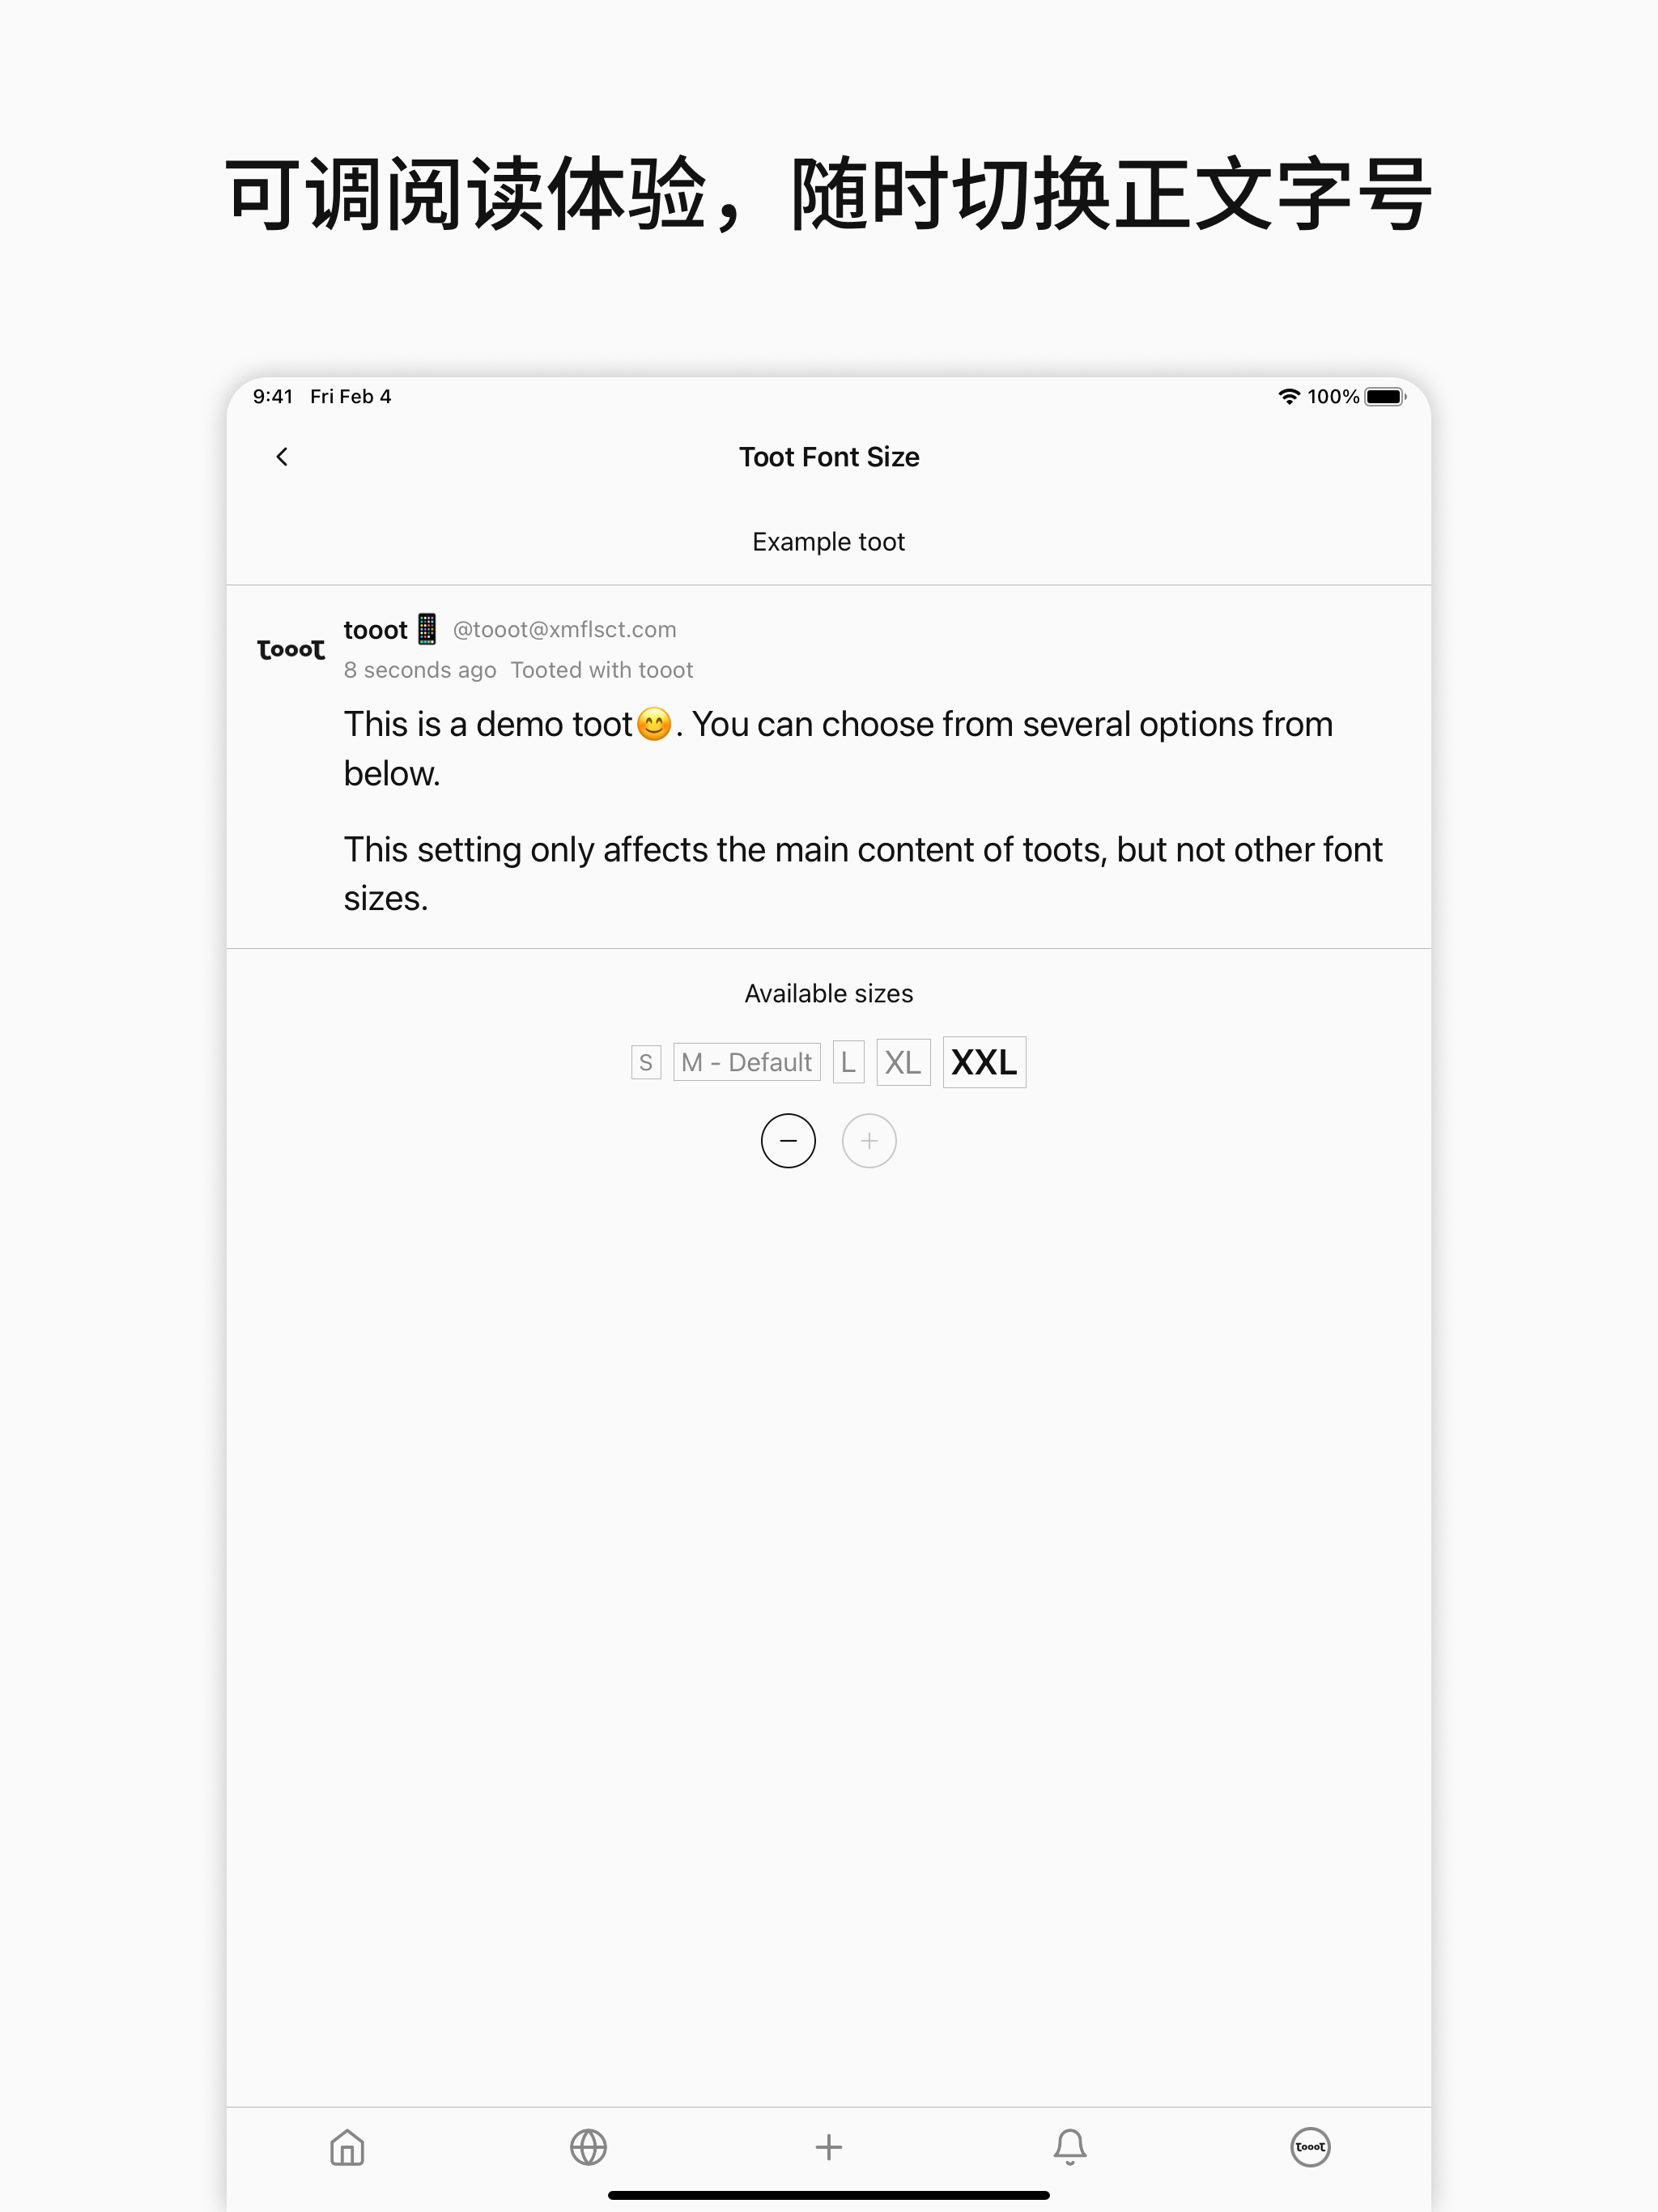 可调阅读体验，随时切换正文字号
9:41 Fri Feb 4 100%
Toot Font Size
Example toot
tooot
tooot📱 @tooot@xmflsct.com
8 seconds ago Tooted with tooot
This is a demo toot😊. You can choose from several options from
below.
This setting only affects the main content of toots, but not other font
sizes.
Available sizes
S M - Default L XL XXL
tooot